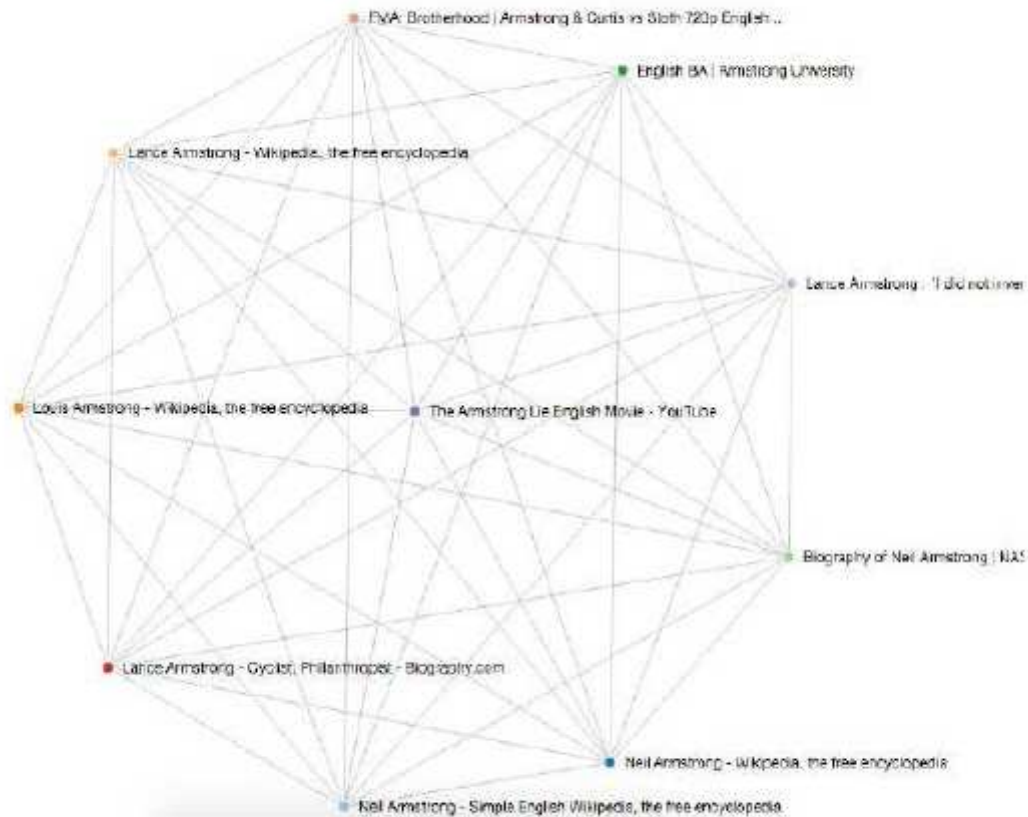 FMA: Brotherhood | Armstrong & Curtis vs Sloth 720p English ..
English BA | Armstrong University
Lance Armstrong - Wikipedia, the free encyclopedia
Lance Armstrong : "I did not
Louis Armstrong - Wikipedia, the free encyclopedia
The Armstrong Lie English Movie - YouTube
Biography of Neil Armstrong |
Lance Armstrong - Cyclist, Philanthropist - Biography.com
Neil Armstrong - Wikipedia, the free encyclopedia
Neil Armstrong - Simple English Wikipedia, the free encyclopedia